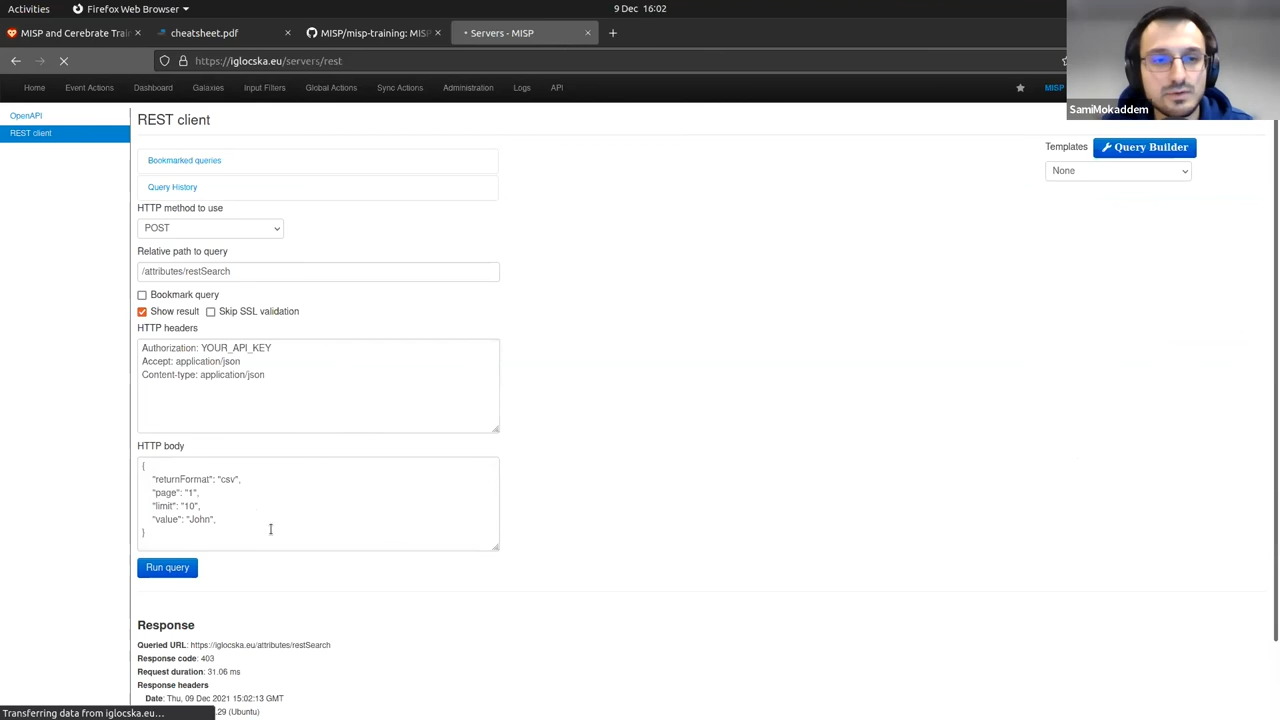 Activities
Firefox Web Browser
9 Dec 16:02
MISP and Cerebrate Trai
cheatsheet.pdf
MISP/misp-training: MISP
Servers - MISP
https://iglocska.eu/servers/rest
Home
Event Actions
Dashboard
Galaxies
Input Filters
Global Actions
Sync Actions
Administration
Logs
API
MISP
SamiMokaddem
OpenAPI
REST client
REST client
Templates
Query Builder
None
Bookmarked queries
Query History
HTTP method to use
POST
Relative path to query
/attributes/restSearch
Bookmark query
Show result
Skip SSL validation
HTTP headers
Authorization: YOUR_API_KEY
Accept: application/json
Content-type: application/json
HTTP body
{
"returnFormat": "csv",
"page": "1",
"limit": "10",
"value": "John",
}
Run query
Response
Queried URL: https://iglocska.eu/attributes/restSearch
Response code: 403
Request duration: 31.06 ms
Response headers
Date: Thu, 09 Dec 2021 15:02:13 GMT
.29 (Ubuntu)
Transferring data from iglocska.eu…